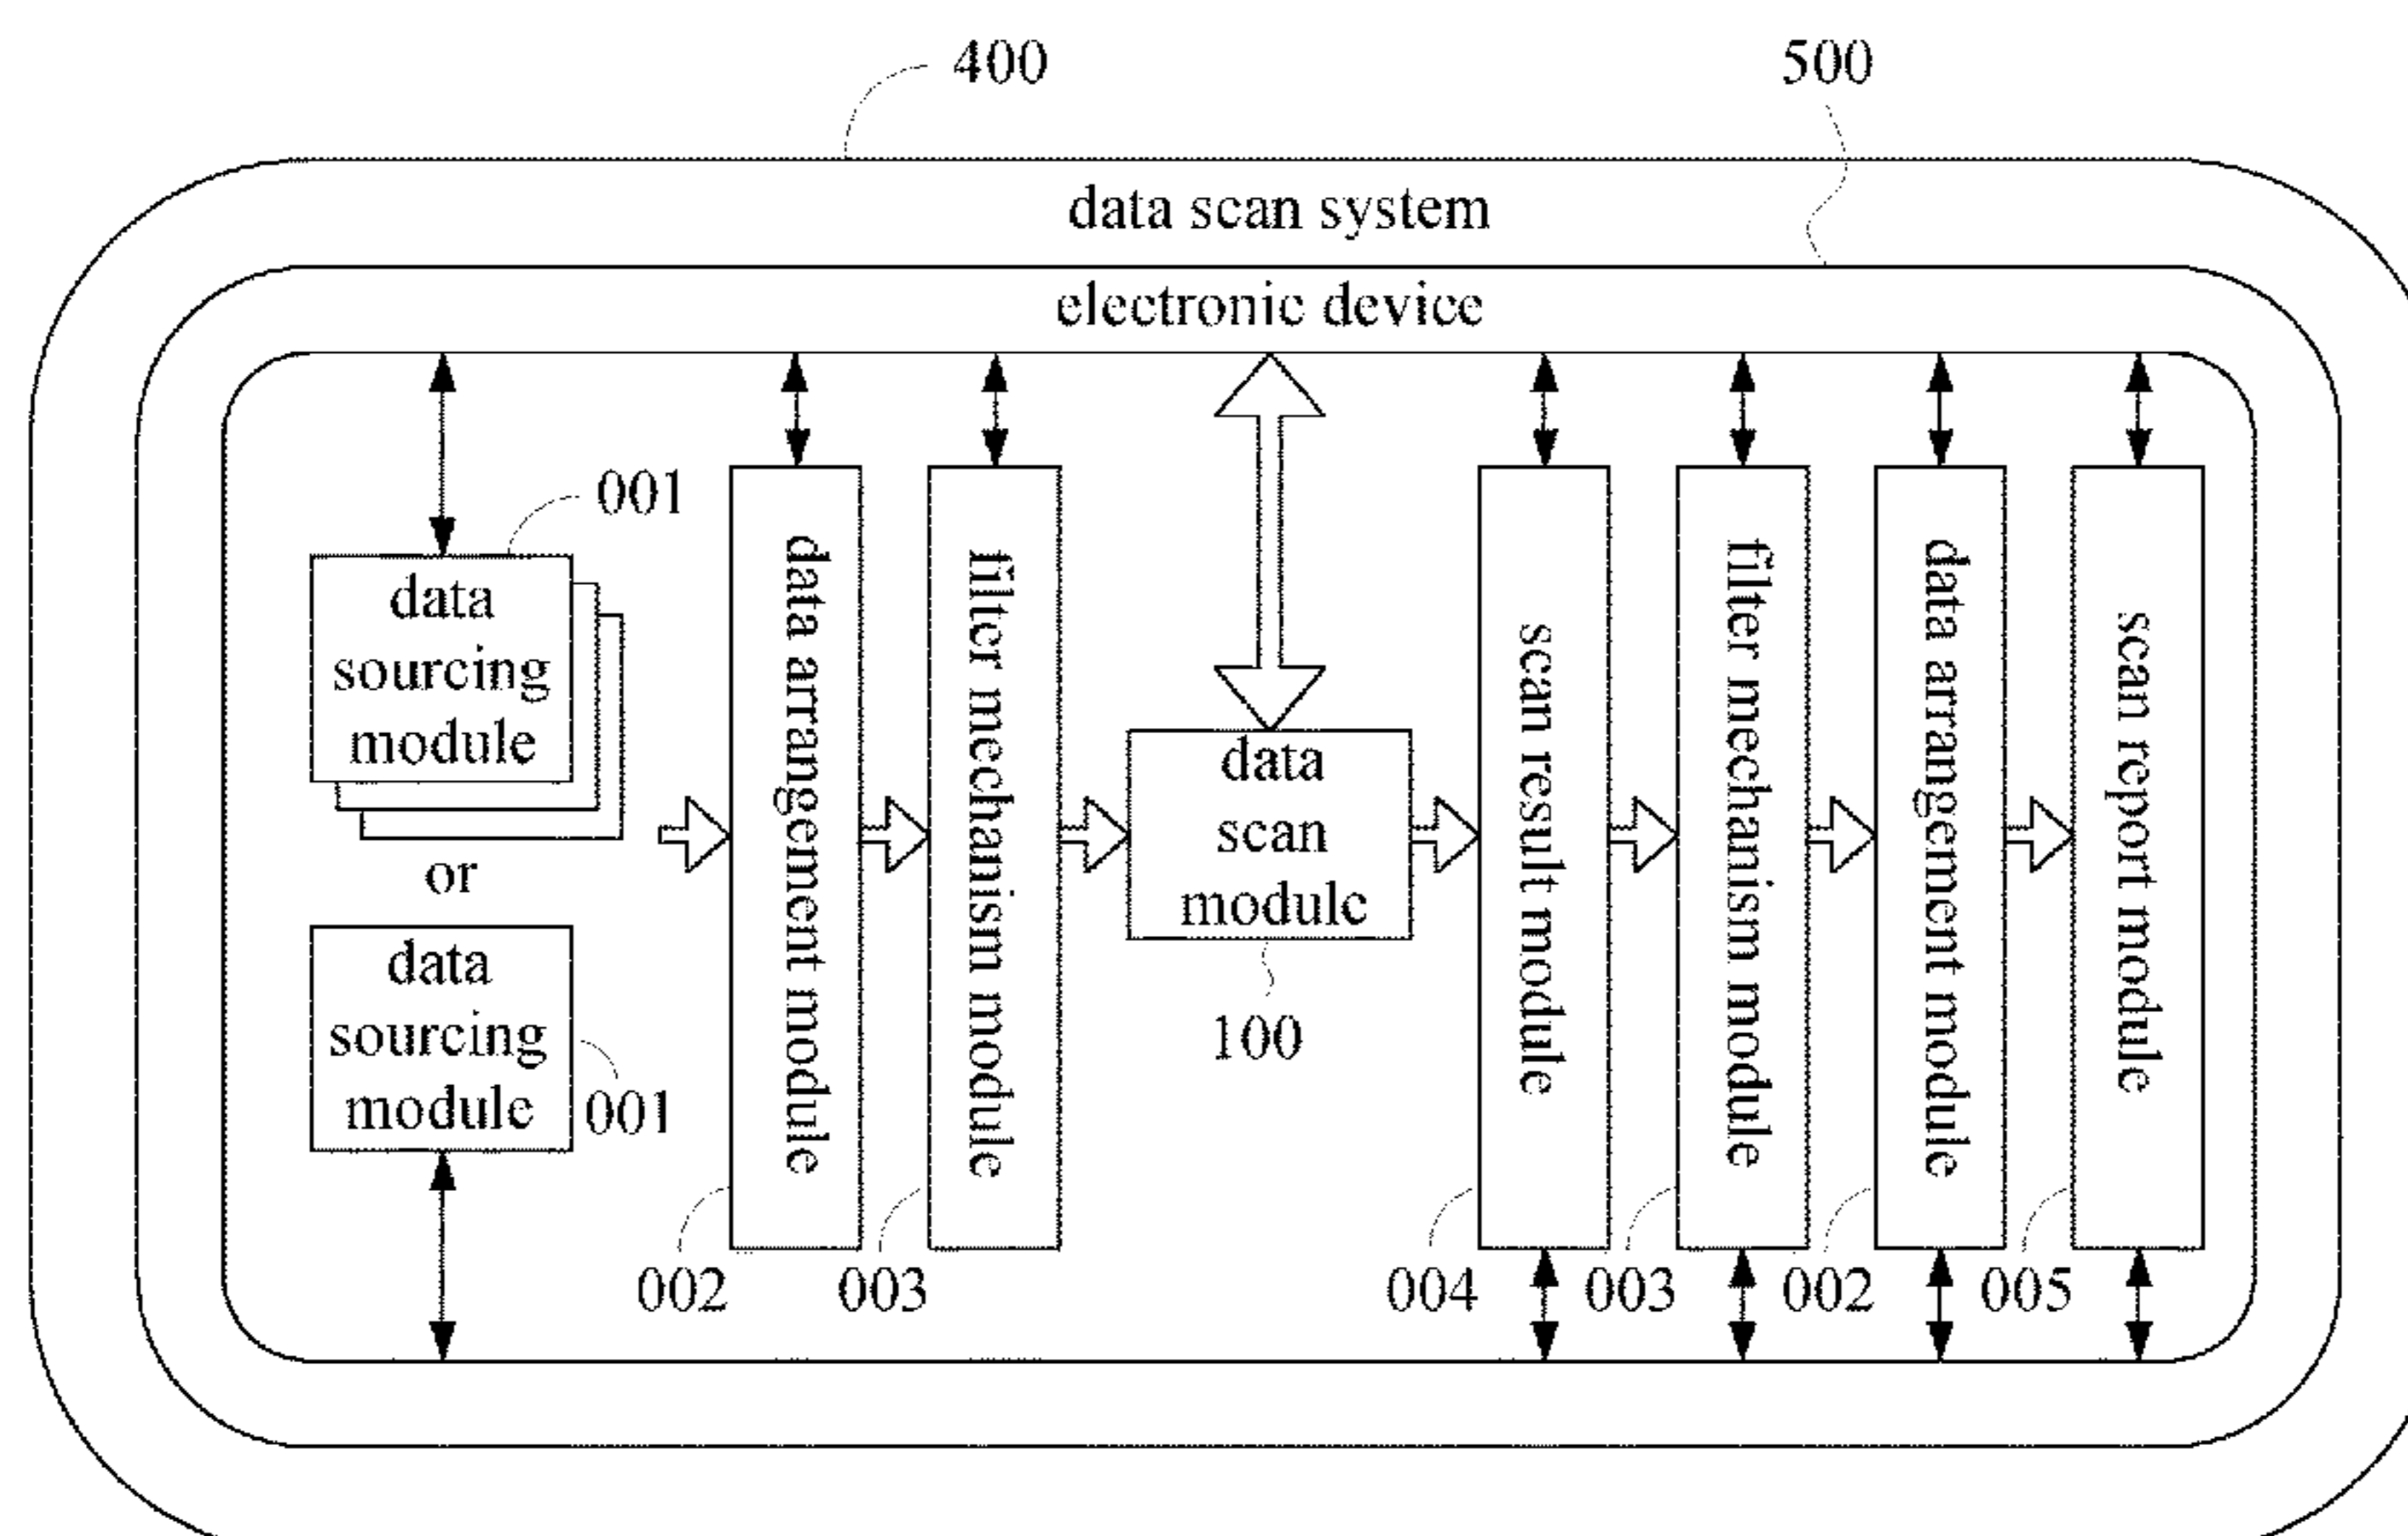 400
500
data scan system
electronic device
001
data
sourcing
module
or
data
sourcing
module
001
data arrangement module
002
filter mechanism module
003
data
scan
module
100
scan result module
004
filter mechanism module
003
data arrangement module
002
scan report module
005